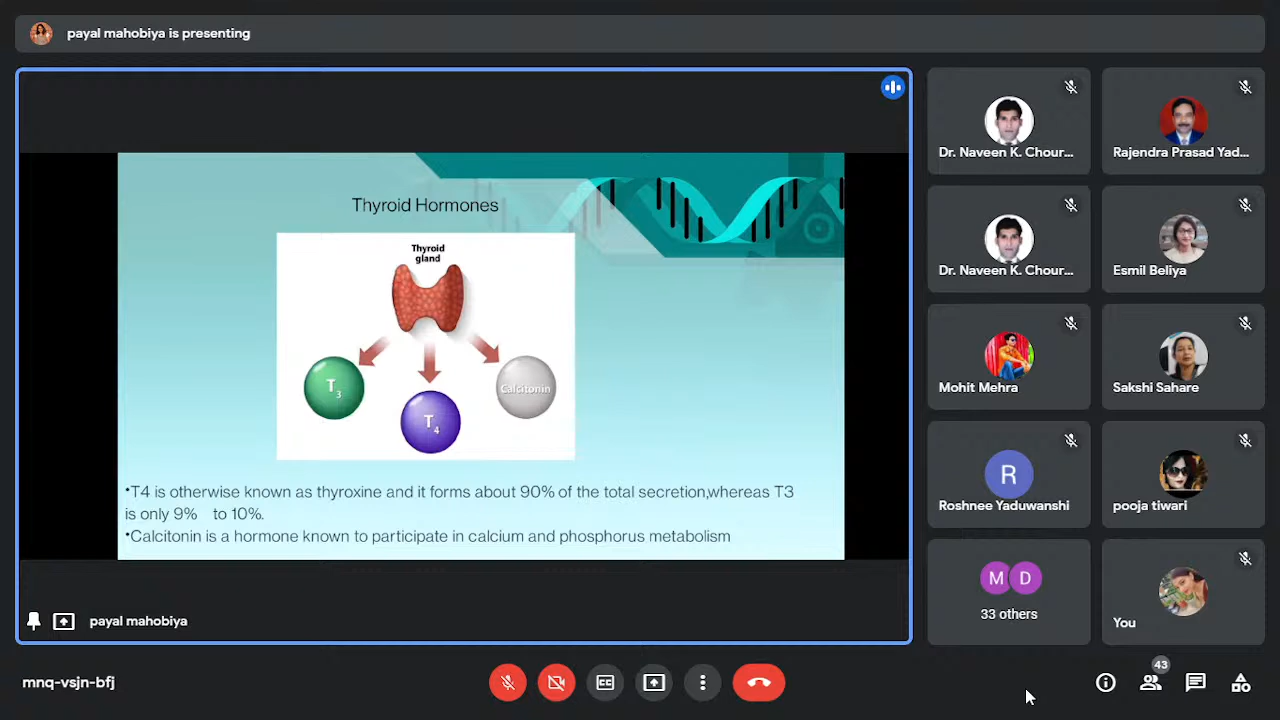 payal mahobiya is presenting
Thyroid Hormones
Thyroid
gland
T3
T4
Calcitonin
•T4 is otherwise known as thyroxine and it forms about 90% of the total secretion,whereas T3
is only 9% to 10%.
•Calcitonin is a hormone known to participate in calcium and phosphorus metabolism
payal mahobiya
Dr. Naveen K. Chour...
Rajendra Prasad Yad...
Dr. Naveen K. Chour...
Esmil Beliya
Mohit Mehra
Sakshi Sahare
R
Roshnee Yaduwanshi
pooja tiwari
M D
33 others
You
mnq-vsjn-bfj
CC
43